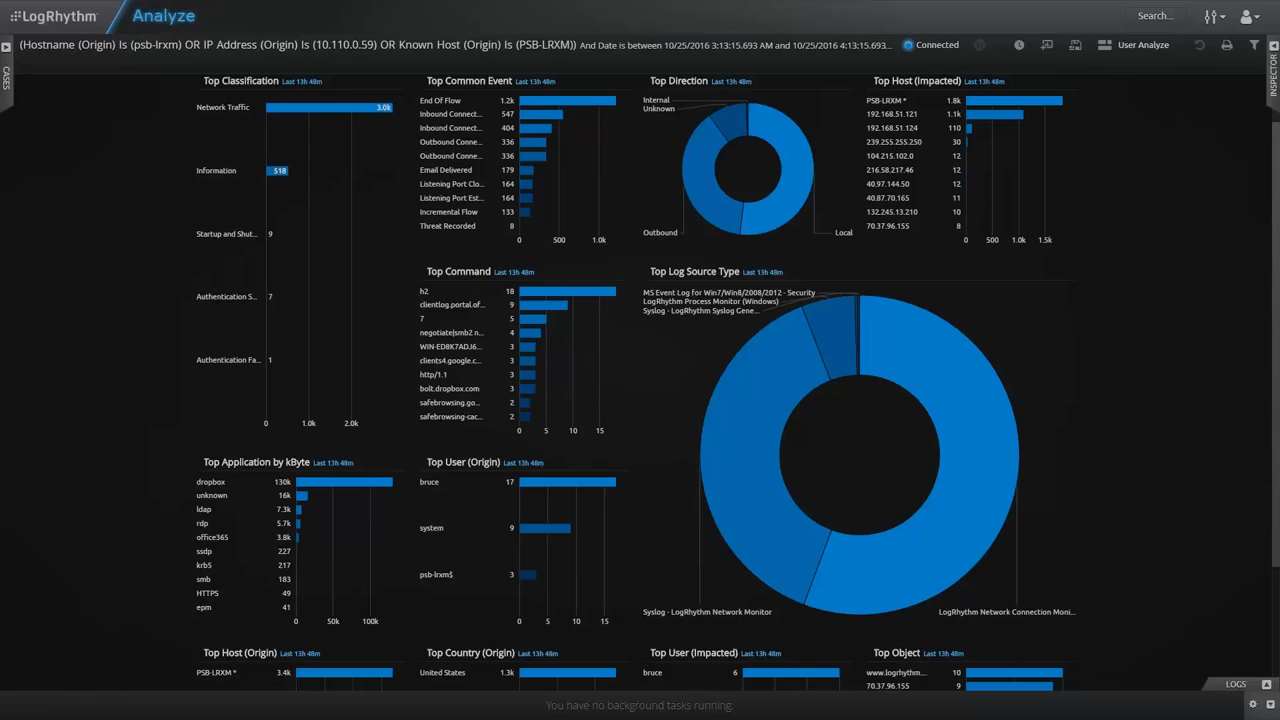 LogRhythm
Analyze
Search...
(Hostname (Origin) Is (psb-lrxm) OR IP Address (Origin) Is (10.110.0.59) OR Known Host (Origin) Is (PSB-LRXM)) And Date is between 10/25/2016 3:13:15.693 AM and 10/25/2016 4:13:15.693...
Connected
User Analyze
CASES
INSPECTOR
Top Classification Last 13h 48m
Network Traffic 3.0k
Information 518
Startup and Shut... 9
Authentication S... 7
Authentication Fa... 1
0 1.0k 2.0k
Top Common Event Last 13h 48m
End Of Flow 1.2k
Inbound Connect... 547
Inbound Connect... 404
Outbound Conne... 336
Outbound Conne... 336
Email Delivered 179
Listening Port Clo... 164
Listening Port Est... 164
Incremental Flow 133
Threat Recorded 8
0 500 1.0k
Top Direction Last 13h 48m
Internal
Unknown
Outbound
Local
Top Host (Impacted) Last 13h 48m
PSB-LRXM * 1.8k
192.168.51.121 1.1k
192.168.51.124 110
239.255.255.250 30
104.215.102.0 12
216.58.217.46 12
40.97.144.50 12
40.87.70.165 11
132.245.13.210 10
70.37.96.155 8
0 500 1.0k 1.5k
Top Command Last 13h 48m
h2 18
clientlog.portal.of... 9
7 5
negotiate|smb2 n... 4
WIN-ED8K7ADJ6... 3
clients4.google.c... 3
http/1.1 3
bolt.dropbox.com 3
safebrowsing.go... 2
safebrowsing-cac... 2
0 5 10 15
Top Log Source Type Last 13h 48m
MS Event Log for Win7/Win8/2008/2012 - Security
LogRhythm Process Monitor (Windows)
Syslog - LogRhythm Syslog Gene...
Syslog - LogRhythm Network Monitor
LogRhythm Network Connection Moni...
Top Application by kByte Last 13h 48m
dropbox 130k
unknown 16k
ldap 7.3k
rdp 5.7k
office365 3.8k
ssdp 227
krb5 217
smb 183
HTTPS 49
epm 41
0 50k 100k
Top User (Origin) Last 13h 48m
bruce 17
system 9
psb-lrxm$ 3
0 5 10 15
Top Host (Origin) Last 13h 48m
PSB-LRXM * 3.4k
Top Country (Origin) Last 13h 48m
United States 1.3k
Top User (Impacted) Last 13h 48m
bruce 6
Top Object Last 13h 48m
www.logrhythm.... 10
70.37.96.155 9
LOGS
You have no background tasks running.